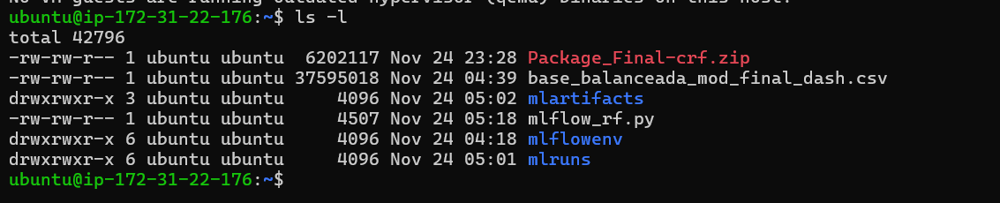 No VM guests are running outdated hypervisor (qemu) binaries on this host.
ubuntu@ip-172-31-22-176:~$ ls -l
total 42796
-rw-rw-r-- 1 ubuntu ubuntu  6202117 Nov 24 23:28 Package_Final-crf.zip
-rw-rw-r-- 1 ubuntu ubuntu 37595018 Nov 24 04:39 base_balanceada_mod_final_dash.csv
drwxrwxr-x 3 ubuntu ubuntu     4096 Nov 24 05:02 mlartifacts
-rw-rw-r-- 1 ubuntu ubuntu     4507 Nov 24 05:18 mlflow_rf.py
drwxrwxr-x 6 ubuntu ubuntu     4096 Nov 24 04:18 mlflowenv
drwxrwxr-x 6 ubuntu ubuntu     4096 Nov 24 05:01 mlruns
ubuntu@ip-172-31-22-176:~$